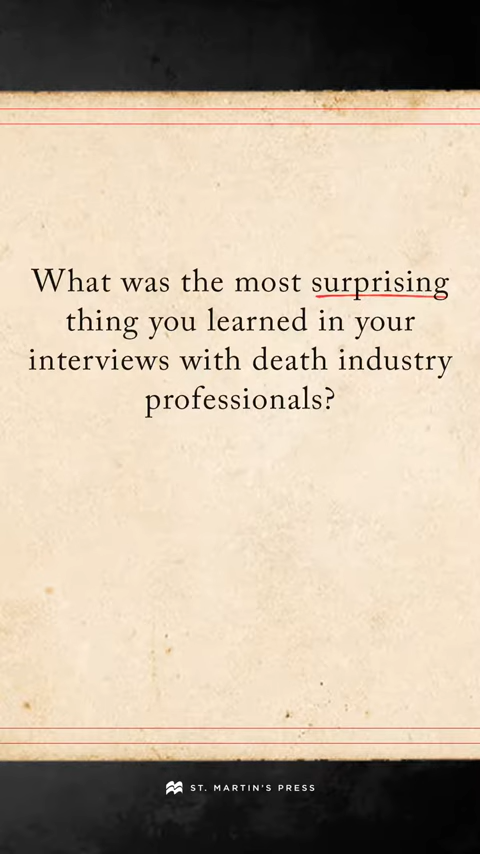 What was the most surprising
thing you learned in your
interviews with death industry
professionals?
ST. MARTIN'S PRESS